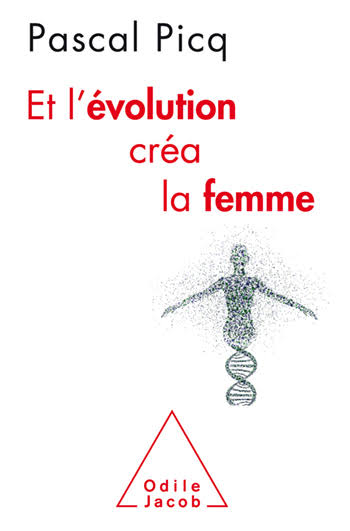 Pascal Picq
Et l'évolution
créa
la femme
Odile
Jacob